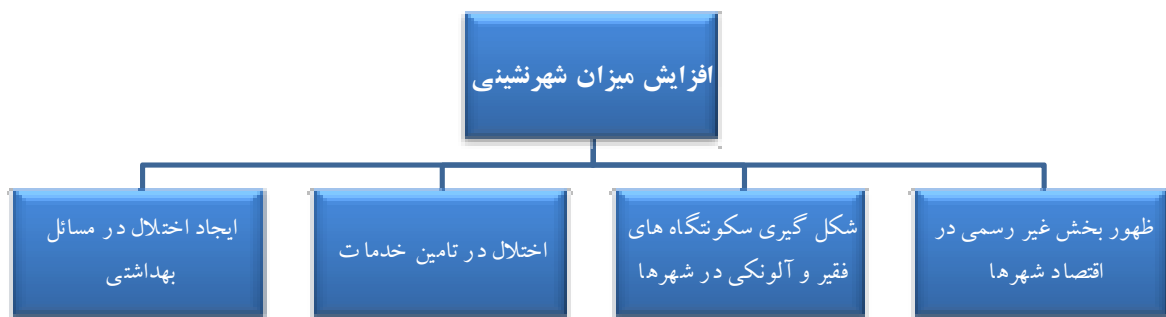 افزایش میزان شهرنشینی
ظهور بخش غیر رسمی در
اقتصاد شهرها
شکل گیری سکونتگاه های
فقیر و آلونکی در شهرها
اختلال در تامین خدمات
ایجاد اختلال در مسائل
بهداشتی